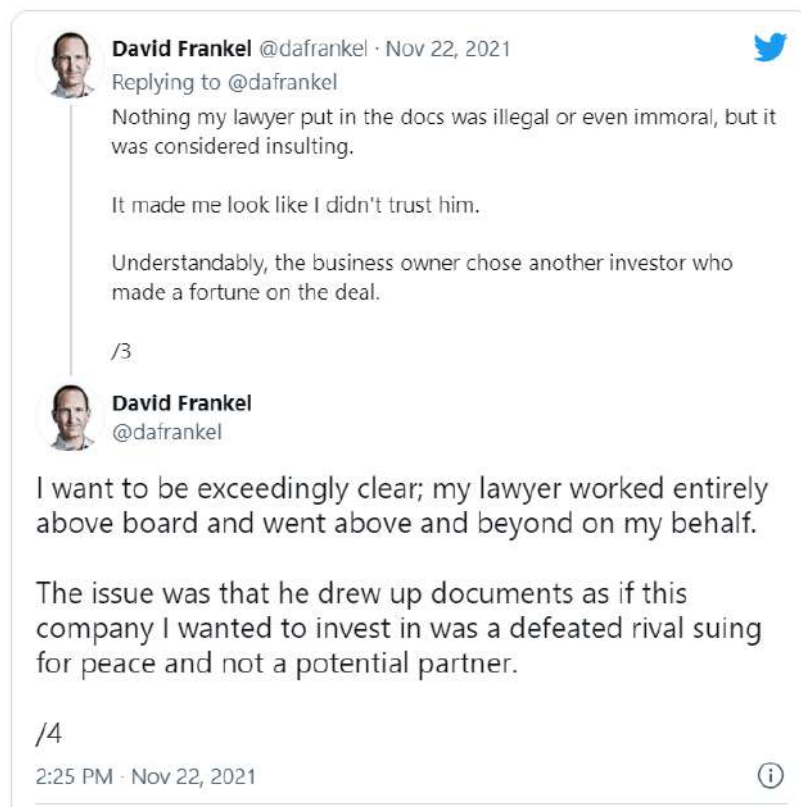 David Frankel @dafrankel · Nov 22, 2021
Replying to @dafrankel
Nothing my lawyer put in the docs was illegal or even immoral, but it
was considered insulting.
It made me look like I didn't trust him.
Understandably, the business owner chose another investor who
made a fortune on the deal.
/3
David Frankel
@dafrankel
I want to be exceedingly clear; my lawyer worked entirely
above board and went above and beyond on my behalf.
The issue was that he drew up documents as if this
company I wanted to invest in was a defeated rival suing
for peace and not a potential partner.
/4
2:25 PM · Nov 22, 2021